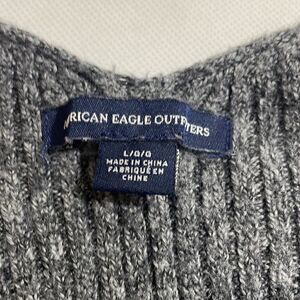 RICAN EAGLE OUTFITTERS
L/G/G
MADE IN CHINA
FABRIQUÉ EN
CHINE